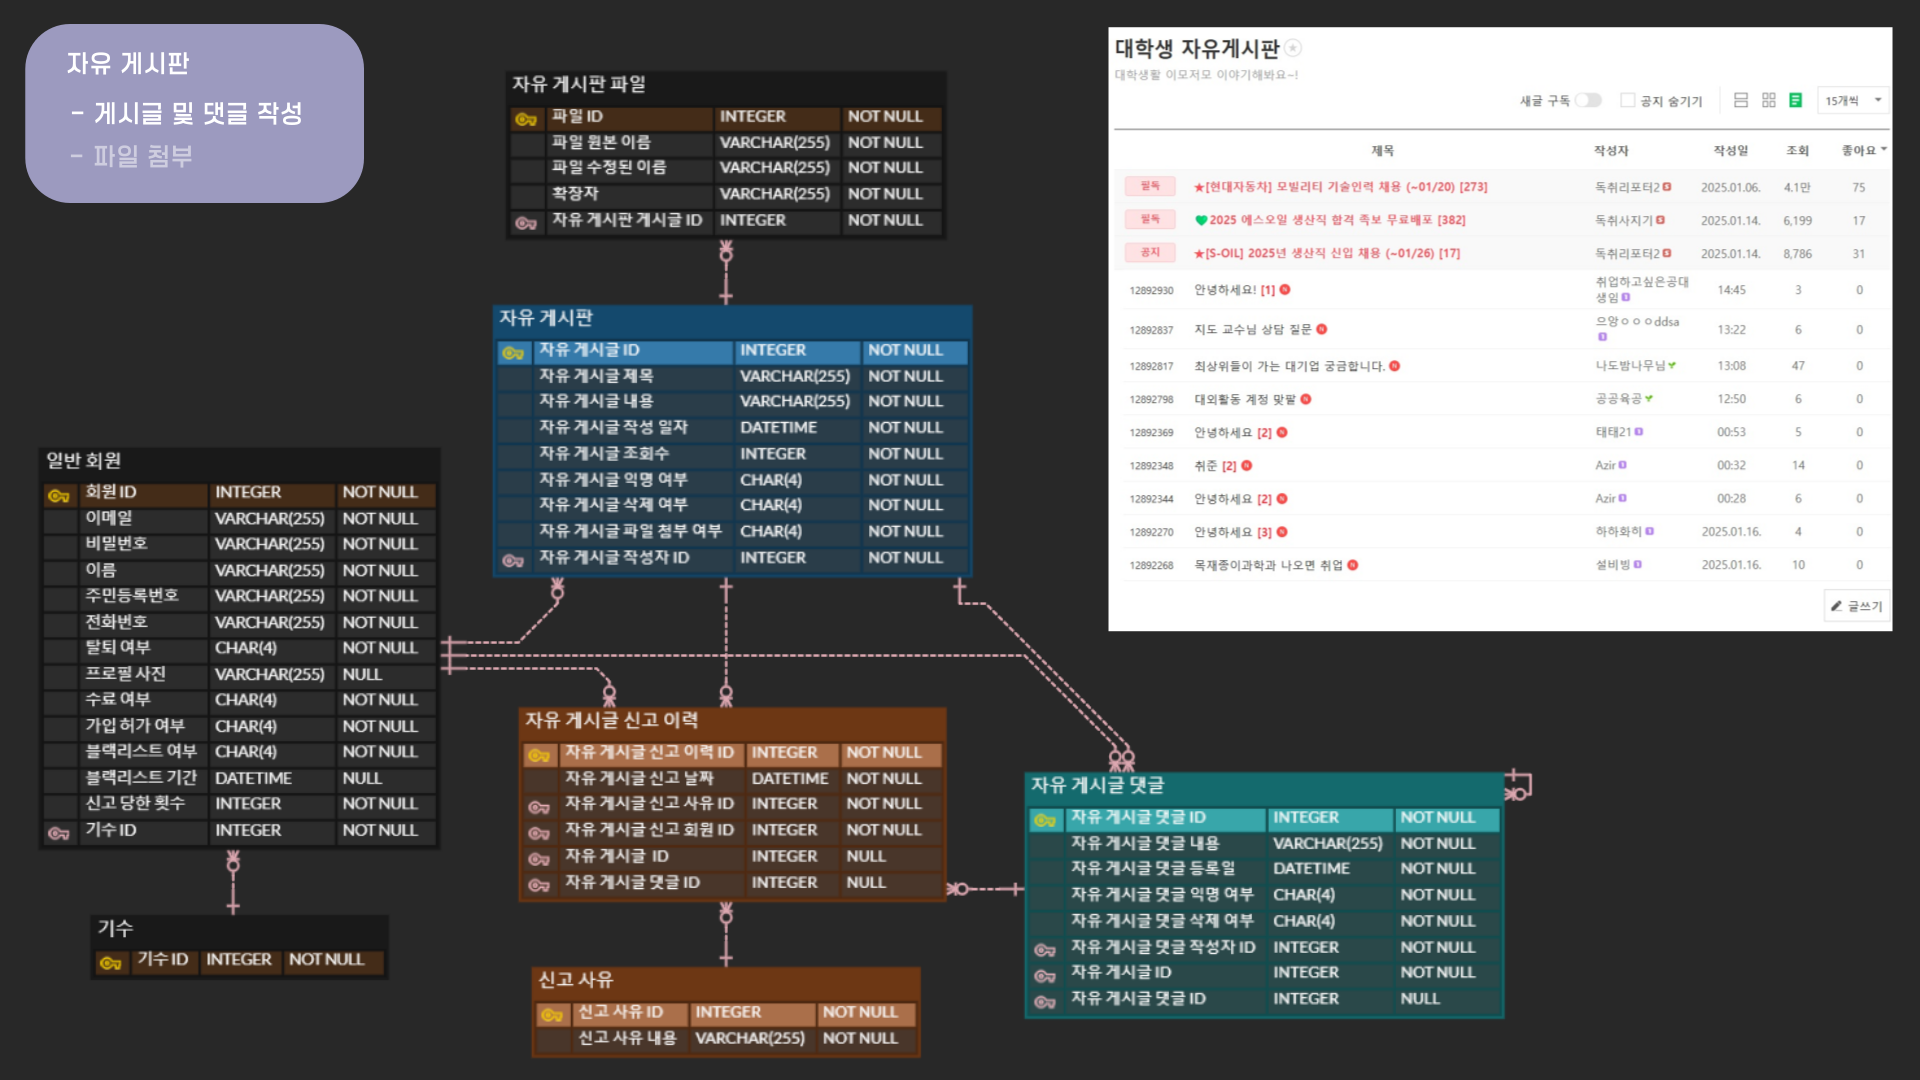 자유 게시판
- 게시글 및 댓글 작성
- 파일 첨부
자유 게시판 파일
파일 ID INTEGER NOT NULL
파일 원본 이름 VARCHAR(255) NOT NULL
파일 수정된 이름 VARCHAR(255) NOT NULL
확장자 VARCHAR(255) NOT NULL
자유 게시판 게시글 ID INTEGER NOT NULL
자유 게시판
자유 게시글 ID INTEGER NOT NULL
자유 게시글 제목 VARCHAR(255) NOT NULL
자유 게시글 내용 VARCHAR(255) NOT NULL
자유 게시글 작성 일자 DATETIME NOT NULL
자유 게시글 조회수 INTEGER NOT NULL
자유 게시글 익명 여부 CHAR(4) NOT NULL
자유 게시글 삭제 여부 CHAR(4) NOT NULL
자유 게시글 파일 첨부 여부 CHAR(4) NOT NULL
자유 게시글 작성자 ID INTEGER NOT NULL
일반 회원
회원 ID INTEGER NOT NULL
이메일 VARCHAR(255) NOT NULL
비밀번호 VARCHAR(255) NOT NULL
이름 VARCHAR(255) NOT NULL
주민등록번호 VARCHAR(255) NOT NULL
전화번호 VARCHAR(255) NOT NULL
탈퇴 여부 CHAR(4) NOT NULL
프로필 사진 VARCHAR(255) NULL
수료 여부 CHAR(4) NOT NULL
가입 허가 여부 CHAR(4) NOT NULL
블랙리스트 여부 CHAR(4) NOT NULL
블랙리스트 기간 DATETIME NULL
신고 당한 횟수 INTEGER NOT NULL
기수 ID INTEGER NOT NULL
기수
기수 ID INTEGER NOT NULL
자유 게시글 신고 이력
자유 게시글 신고 이력 ID INTEGER NOT NULL
자유 게시글 신고 날짜 DATETIME NOT NULL
자유 게시글 신고 사유 ID INTEGER NOT NULL
자유 게시글 신고 회원 ID INTEGER NOT NULL
자유 게시글 ID INTEGER NULL
자유 게시글 댓글 ID INTEGER NULL
신고 사유
신고 사유 ID INTEGER NOT NULL
신고 사유 내용 VARCHAR(255) NOT NULL
자유 게시글 댓글
자유 게시글 댓글 ID INTEGER NOT NULL
자유 게시글 댓글 내용 VARCHAR(255) NOT NULL
자유 게시글 댓글 등록일 DATETIME NOT NULL
자유 게시글 댓글 익명 여부 CHAR(4) NOT NULL
자유 게시글 댓글 삭제 여부 CHAR(4) NOT NULL
자유 게시글 댓글 작성자 ID INTEGER NOT NULL
자유 게시글 ID INTEGER NOT NULL
자유 게시글 댓글 ID INTEGER NULL
대학생 자유게시판
대학생활 이모저모 이야기해봐요~!
새글 구독 공지 숨기기 15개씩
제목 작성자 작성일 조회 좋아요
필독 ★[현대자동차] 모빌리티 기술인력 채용 (~01/20) [273] 독취리포터2 2025.01.06. 4.1만 75
필독 💚2025 에스오일 생산직 합격 족보 무료배포 [382] 독취사지기 2025.01.14. 6,199 17
공지 ★[S-OIL] 2025년 생산직 신입 채용 (~01/26) [17] 독취리포터2 2025.01.14. 8,786 31
12892930 안녕하세요! [1] N 취업하고싶은공대생임 14:45 3 0
12892837 지도 교수님 상담 질문 N 으앙ㅇㅇㅇddsa 13:22 6 0
12892817 최상위들이 가는 대기업 궁금합니다. N 나도밤나무님 13:08 47 0
12892798 대외활동 계정 맞팔 N 공공육공 12:50 6 0
12892369 안녕하세요 [2] N 태태21 00:53 5 0
12892348 취준 [2] N Azir 00:32 14 0
12892344 안녕하세요 [2] N Azir 00:28 6 0
12892270 안녕하세요 [3] N 하하화히 2025.01.16. 4 0
12892268 목재종이과학과 나오면 취업 N 설비빙 2025.01.16. 10 0
글쓰기